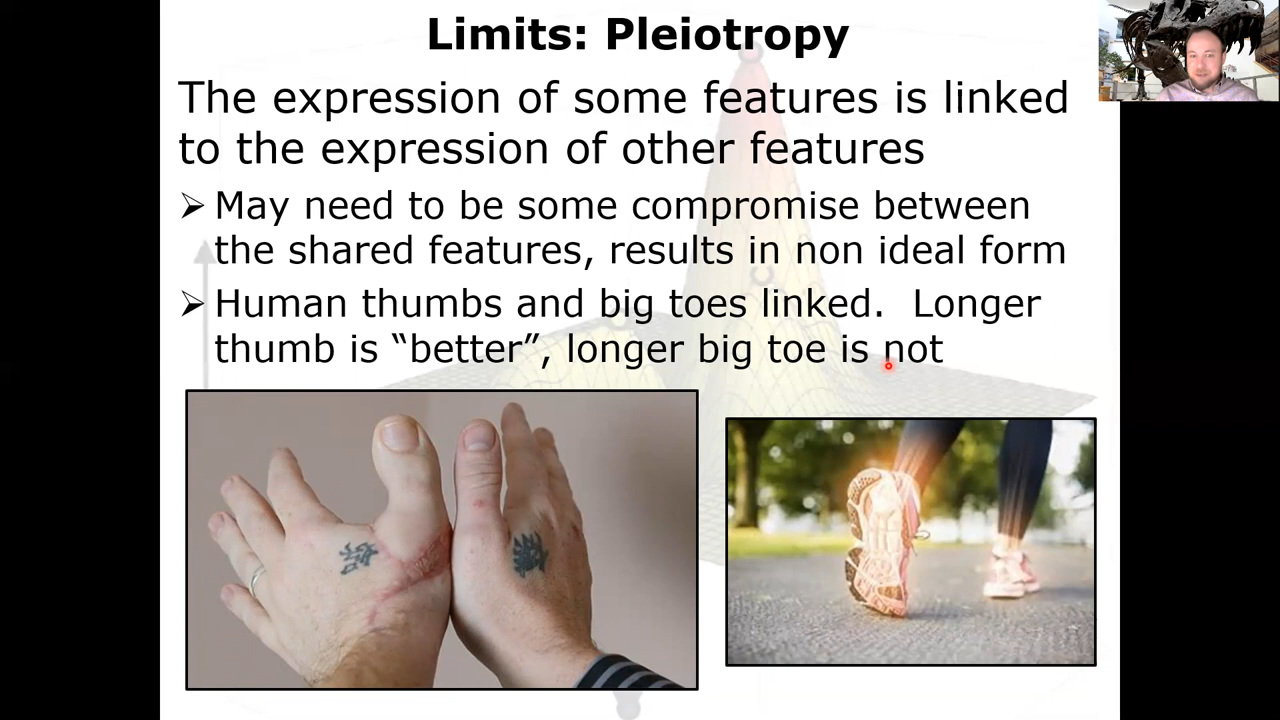 Limits: Pleiotropy
The expression of some features is linked
to the expression of other features
➢ May need to be some compromise between
the shared features, results in non ideal form
➢ Human thumbs and big toes linked.  Longer
thumb is “better”, longer big toe is not